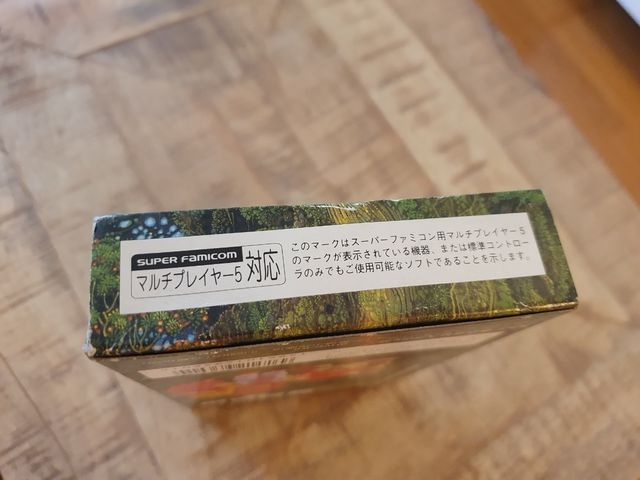 SUPER FAMICOM
マルチプレイヤー5 対応
このマークはスーパーファミコン用マルチプレイヤー5
のマークが表示されている機器、または標準コントロー
ラのみでもご使用可能なソフトであることを示します。